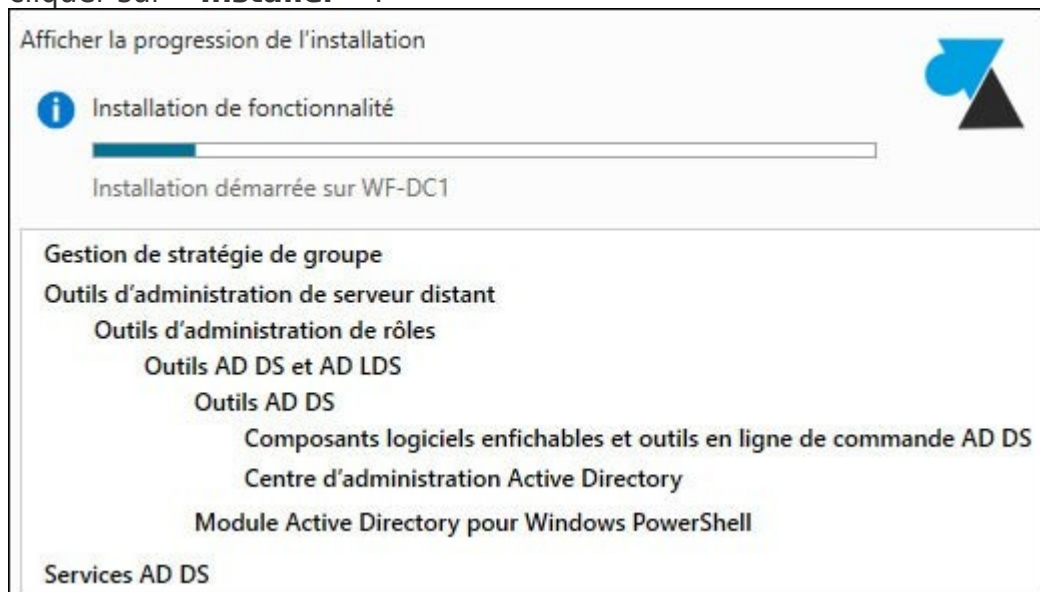 Afficher la progression de l'installation
Installation de fonctionnalité
Installation démarrée sur WF-DC1
Gestion de stratégie de groupe
Outils d'administration de serveur distant
Outils d'administration de rôles
Outils AD DS et AD LDS
Outils AD DS
Composants logiciels enfichables et outils en ligne de commande AD DS
Centre d'administration Active Directory
Module Active Directory pour Windows PowerShell
Services AD DS